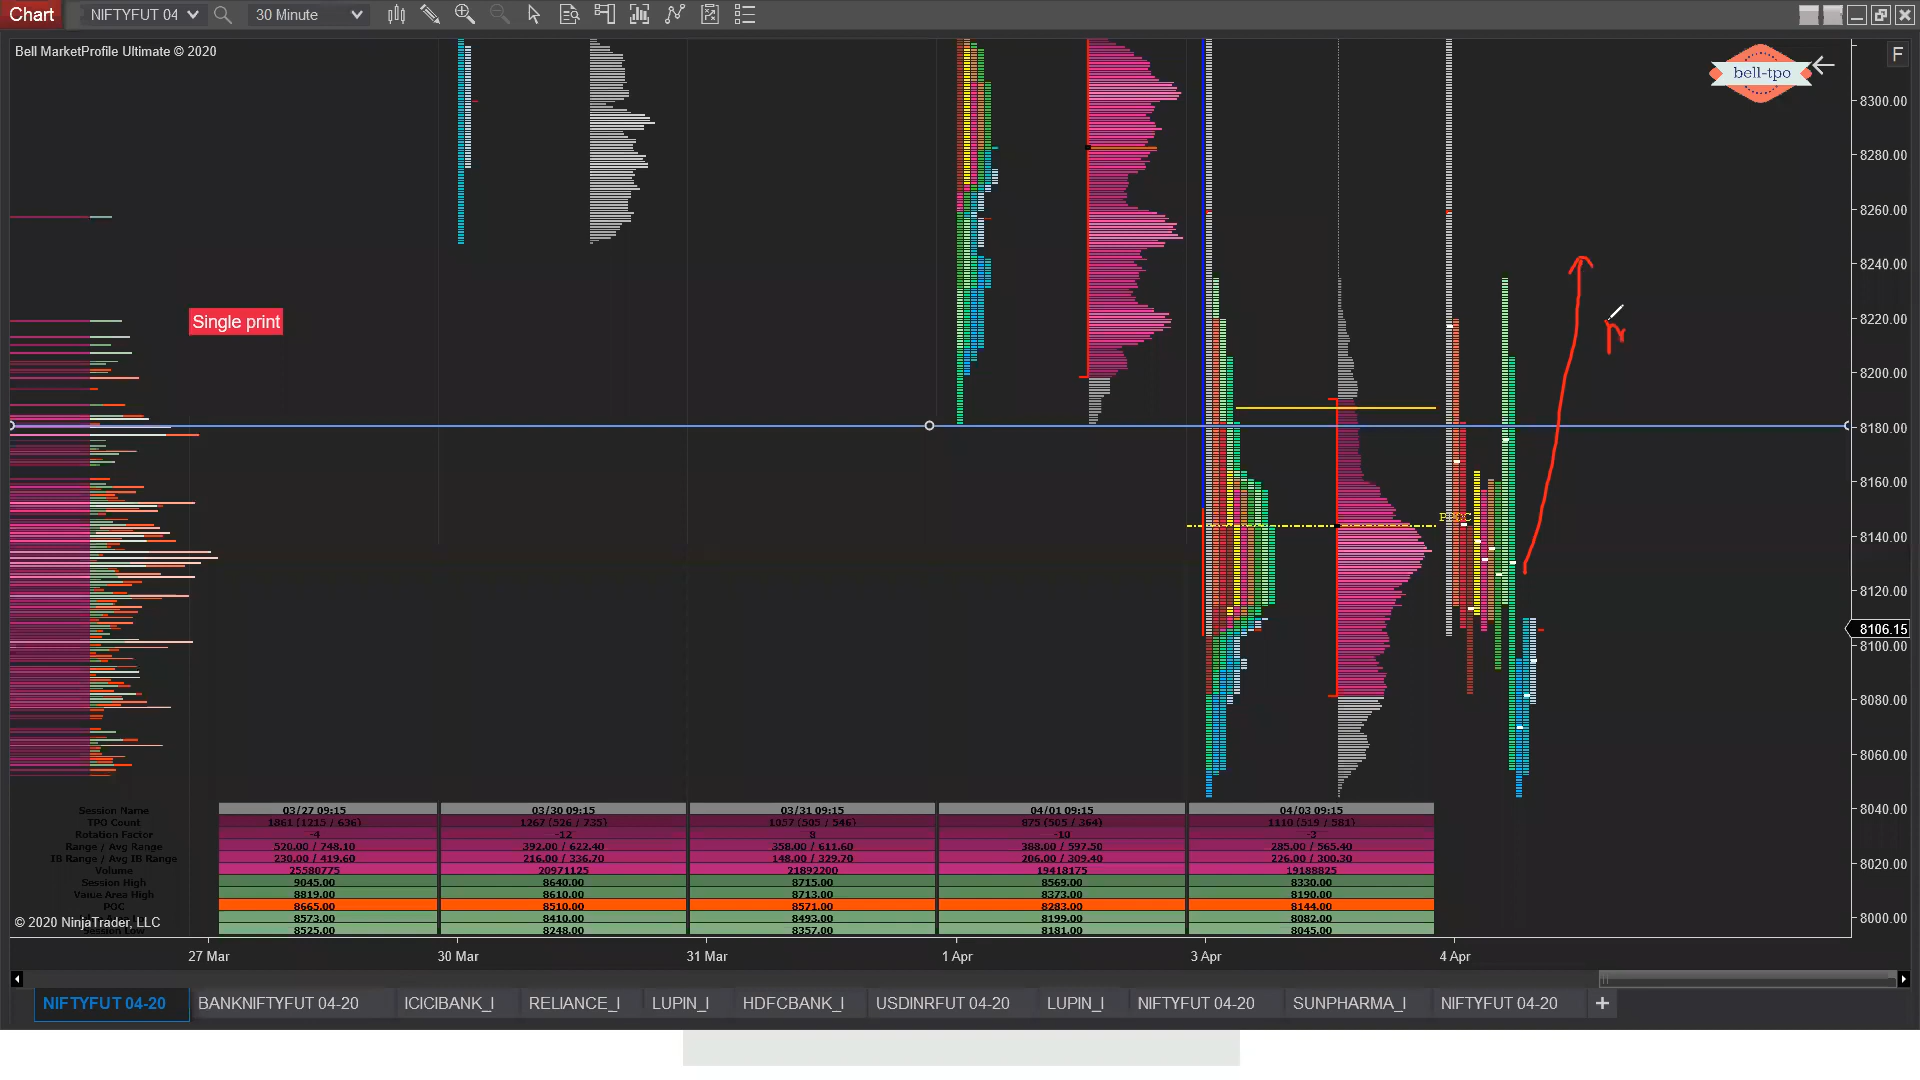 Chart NIFTYFUT 04 30 Minute
Bell MarketProfile Ultimate © 2020
F
bell-tpo
8300.00
8280.00
8260.00
8240.00
8220.00
Single print
8200.00
8180.00
8160.00
8140.00
8120.00
8106.15
8100.00
8080.00
8060.00
8040.00
8020.00
8000.00
Session Name 03/27 09:15 03/30 09:15 03/31 09:15 04/01 09:15 04/03 09:15
TPO Count 1861 (1215 / 636) 1267 (526 / 735) 1057 (505 / 546) 875 (505 / 364) 1110 (519 / 581)
Rotation Factor -4 -12 8 -10 -3
Range / Avg Range 520.00 / 748.10 392.00 / 622.40 358.00 / 611.60 388.00 / 597.50 285.00 / 565.40
IB Range / Avg IB Range 230.00 / 419.60 216.00 / 336.70 148.00 / 329.70 206.00 / 309.40 226.00 / 300.30
Volume 25580775 20971125 21892200 19418175 19188825
Session High 9045.00 8640.00 8715.00 8569.00 8330.00
Value Area High 8819.00 8610.00 8713.00 8373.00 8190.00
POC 8665.00 8510.00 8571.00 8283.00 8144.00
8573.00 8410.00 8493.00 8199.00 8082.00
8525.00 8248.00 8357.00 8181.00 8045.00
© 2020 NinjaTrader, LLC
27 Mar 30 Mar 31 Mar 1 Apr 3 Apr 4 Apr
NIFTYFUT 04-20 BANKNIFTYFUT 04-20 ICICIBANK_I RELIANCE_I LUPIN_I HDFCBANK_I USDINRFUT 04-20 LUPIN_I NIFTYFUT 04-20 SUNPHARMA_I NIFTYFUT 04-20 +